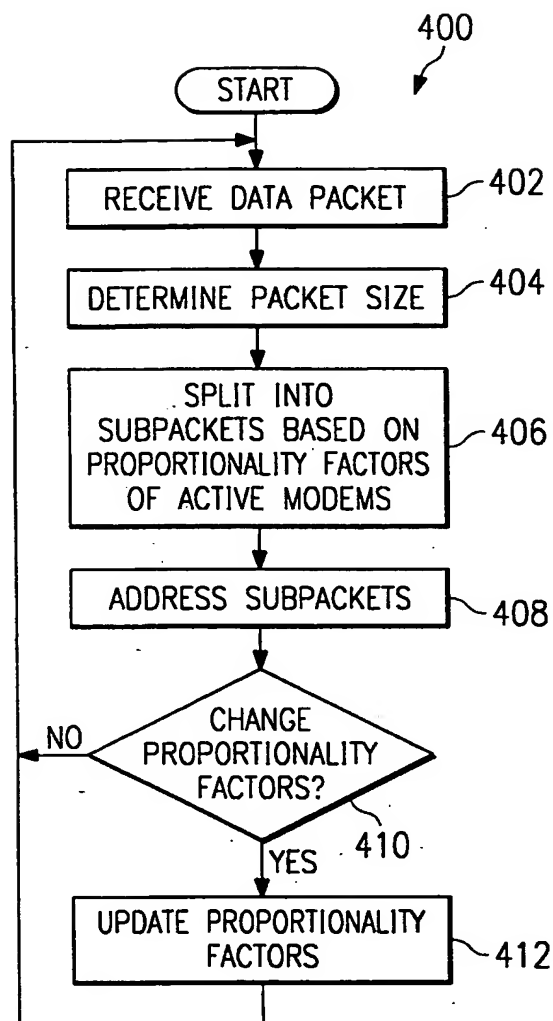 400
START
RECEIVE DATA PACKET
402
DETERMINE PACKET SIZE
404
SPLIT INTO
SUBPACKETS BASED ON
PROPORTIONALITY FACTORS
OF ACTIVE MODEMS
406
ADDRESS SUBPACKETS
408
CHANGE
PROPORTIONALITY
FACTORS?
NO
410
YES
UPDATE PROPORTIONALITY
FACTORS
412